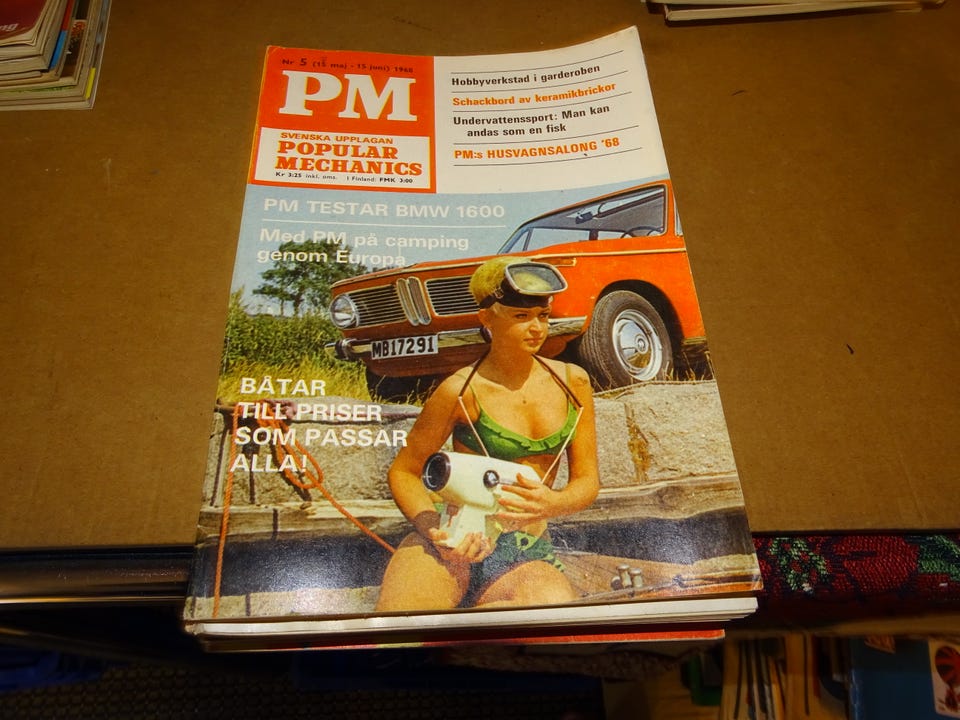 Nr 5 (15 maj - 15 juni) 1968
PM
SVENSKA UPPLAGAN
POPULAR
MECHANICS
Kr 3:25 inkl. oms. I Finland: FMK 3:00
Hobbyverkstad i garderoben
Schackbord av keramikbrickor
Undervattenssport: Man kan
andas som en fisk
PM:s HUSVAGNSALONG '68
PM TESTAR BMW 1600
Med PM på camping
genom Europa
MB17291
BÅTAR
TILL PRISER
SOM PASSAR
ALLA!